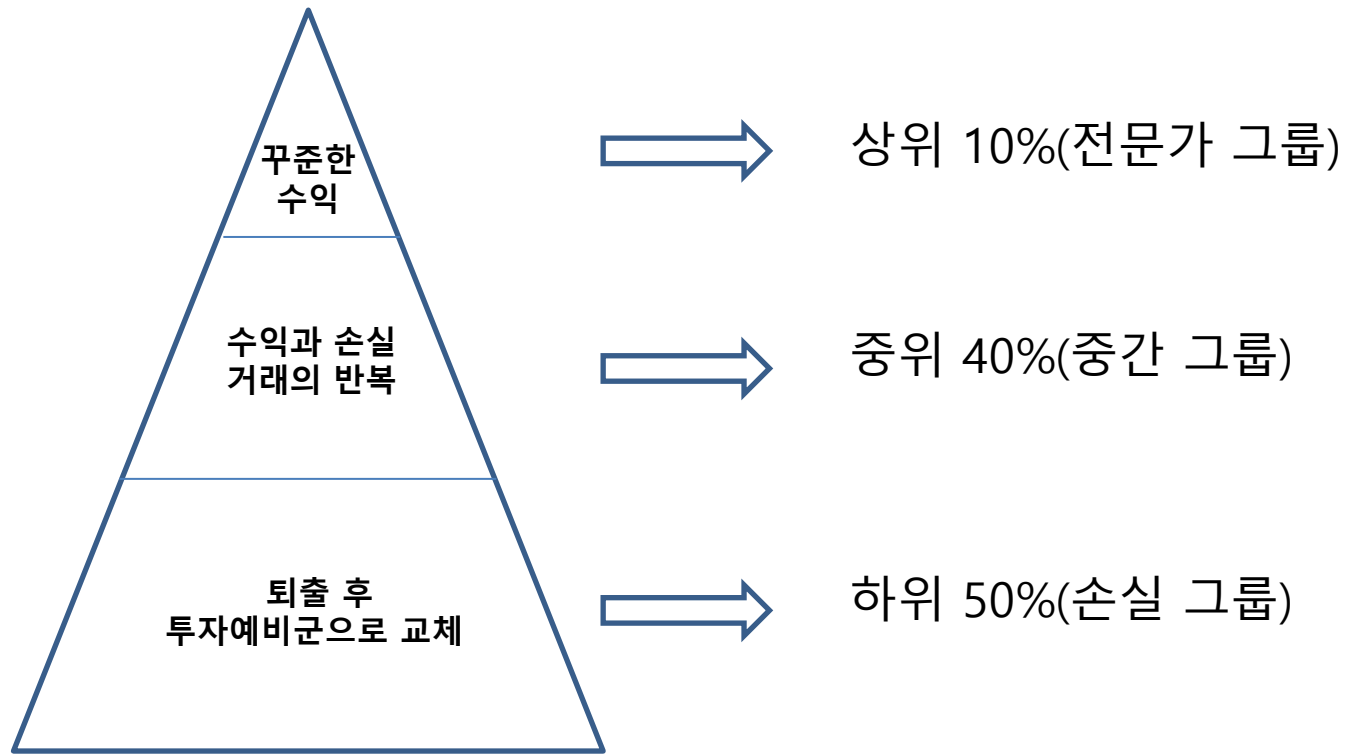 꾸준한
수익
상위 10%(전문가 그룹)
수익과 손실
거래의 반복
중위 40%(중간 그룹)
퇴출 후
투자예비군으로 교체
하위 50%(손실 그룹)